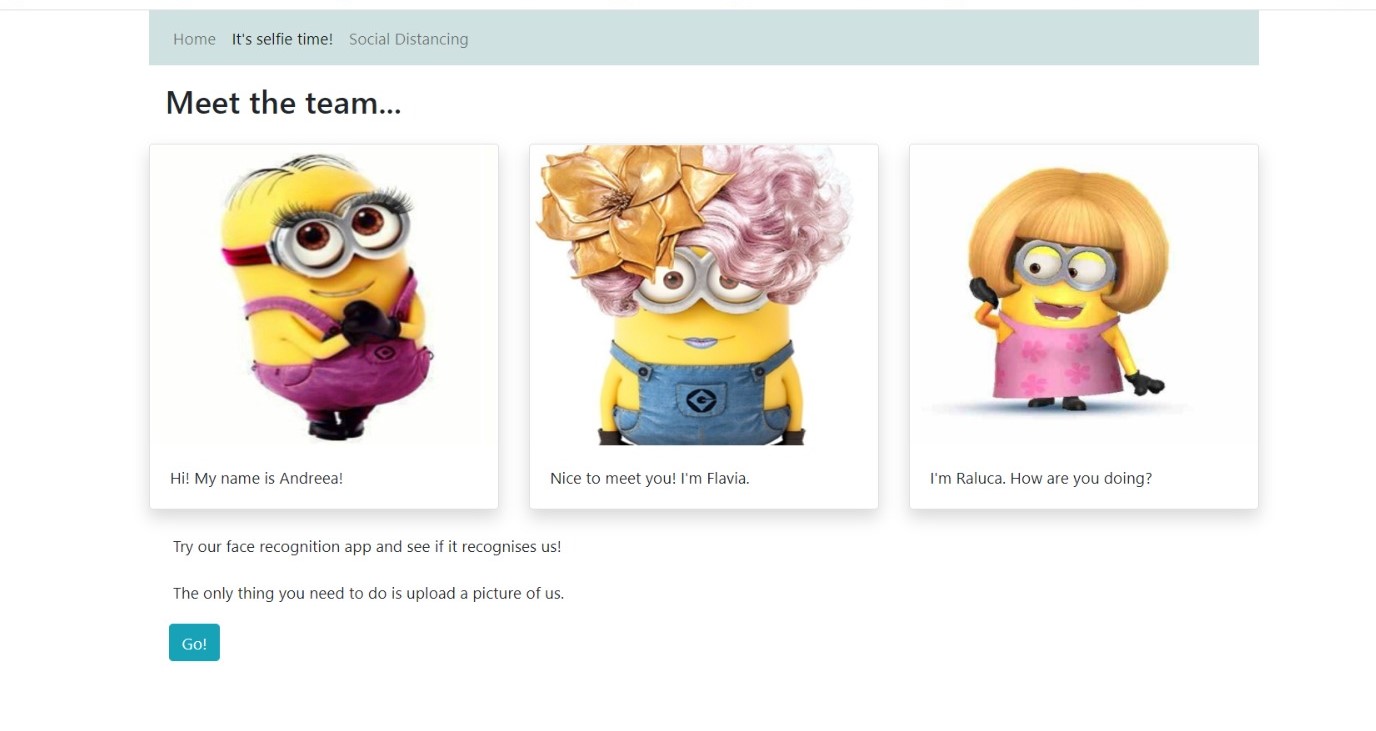 Home It's selfie time! Social Distancing
Meet the team...
Hi! My name is Andreea!
Nice to meet you! I'm Flavia.
I'm Raluca. How are you doing?
Try our face recognition app and see if it recognises us!
The only thing you need to do is upload a picture of us.
Go!